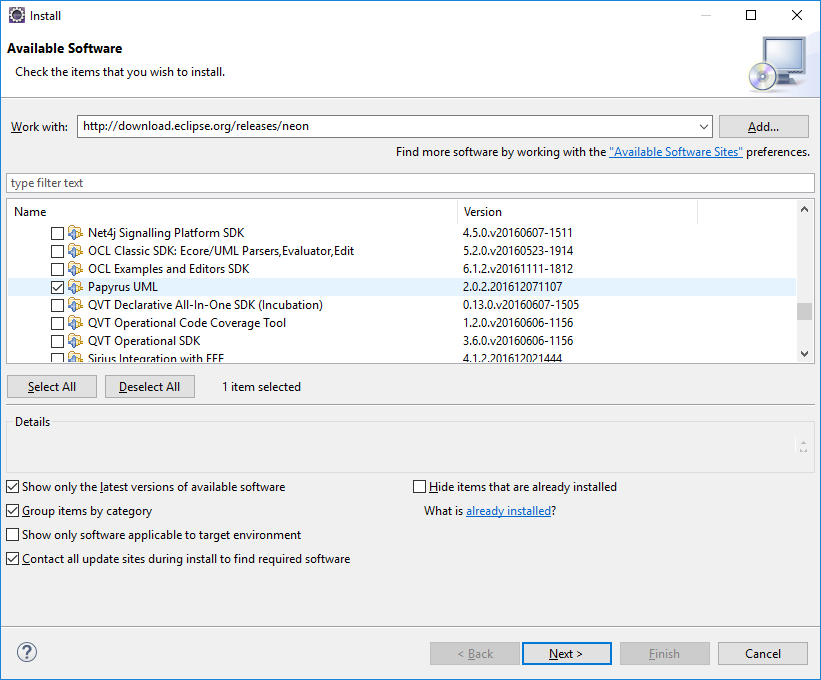 Install
Available Software
Check the items that you wish to install.
Work with: http://download.eclipse.org/releases/neon Add...
Find more software by working with the "Available Software Sites" preferences.
type filter text
Name Version
Net4j Signalling Platform SDK 4.5.0.v20160607-1511
OCL Classic SDK: Ecore/UML Parsers,Evaluator,Edit 5.2.0.v20160523-1914
OCL Examples and Editors SDK 6.1.2.v20161111-1812
Papyrus UML 2.0.2.201612071107
QVT Declarative All-In-One SDK (Incubation) 0.13.0.v20160607-1505
QVT Operational Code Coverage Tool 1.2.0.v20160606-1156
QVT Operational SDK 3.6.0.v20160606-1156
Sirius Integration with EEF 4.1.2.201612021444
Select All Deselect All 1 item selected
Details
Show only the latest versions of available software Hide items that are already installed
Group items by category What is already installed?
Show only software applicable to target environment
Contact all update sites during install to find required software
? < Back Next > Finish Cancel